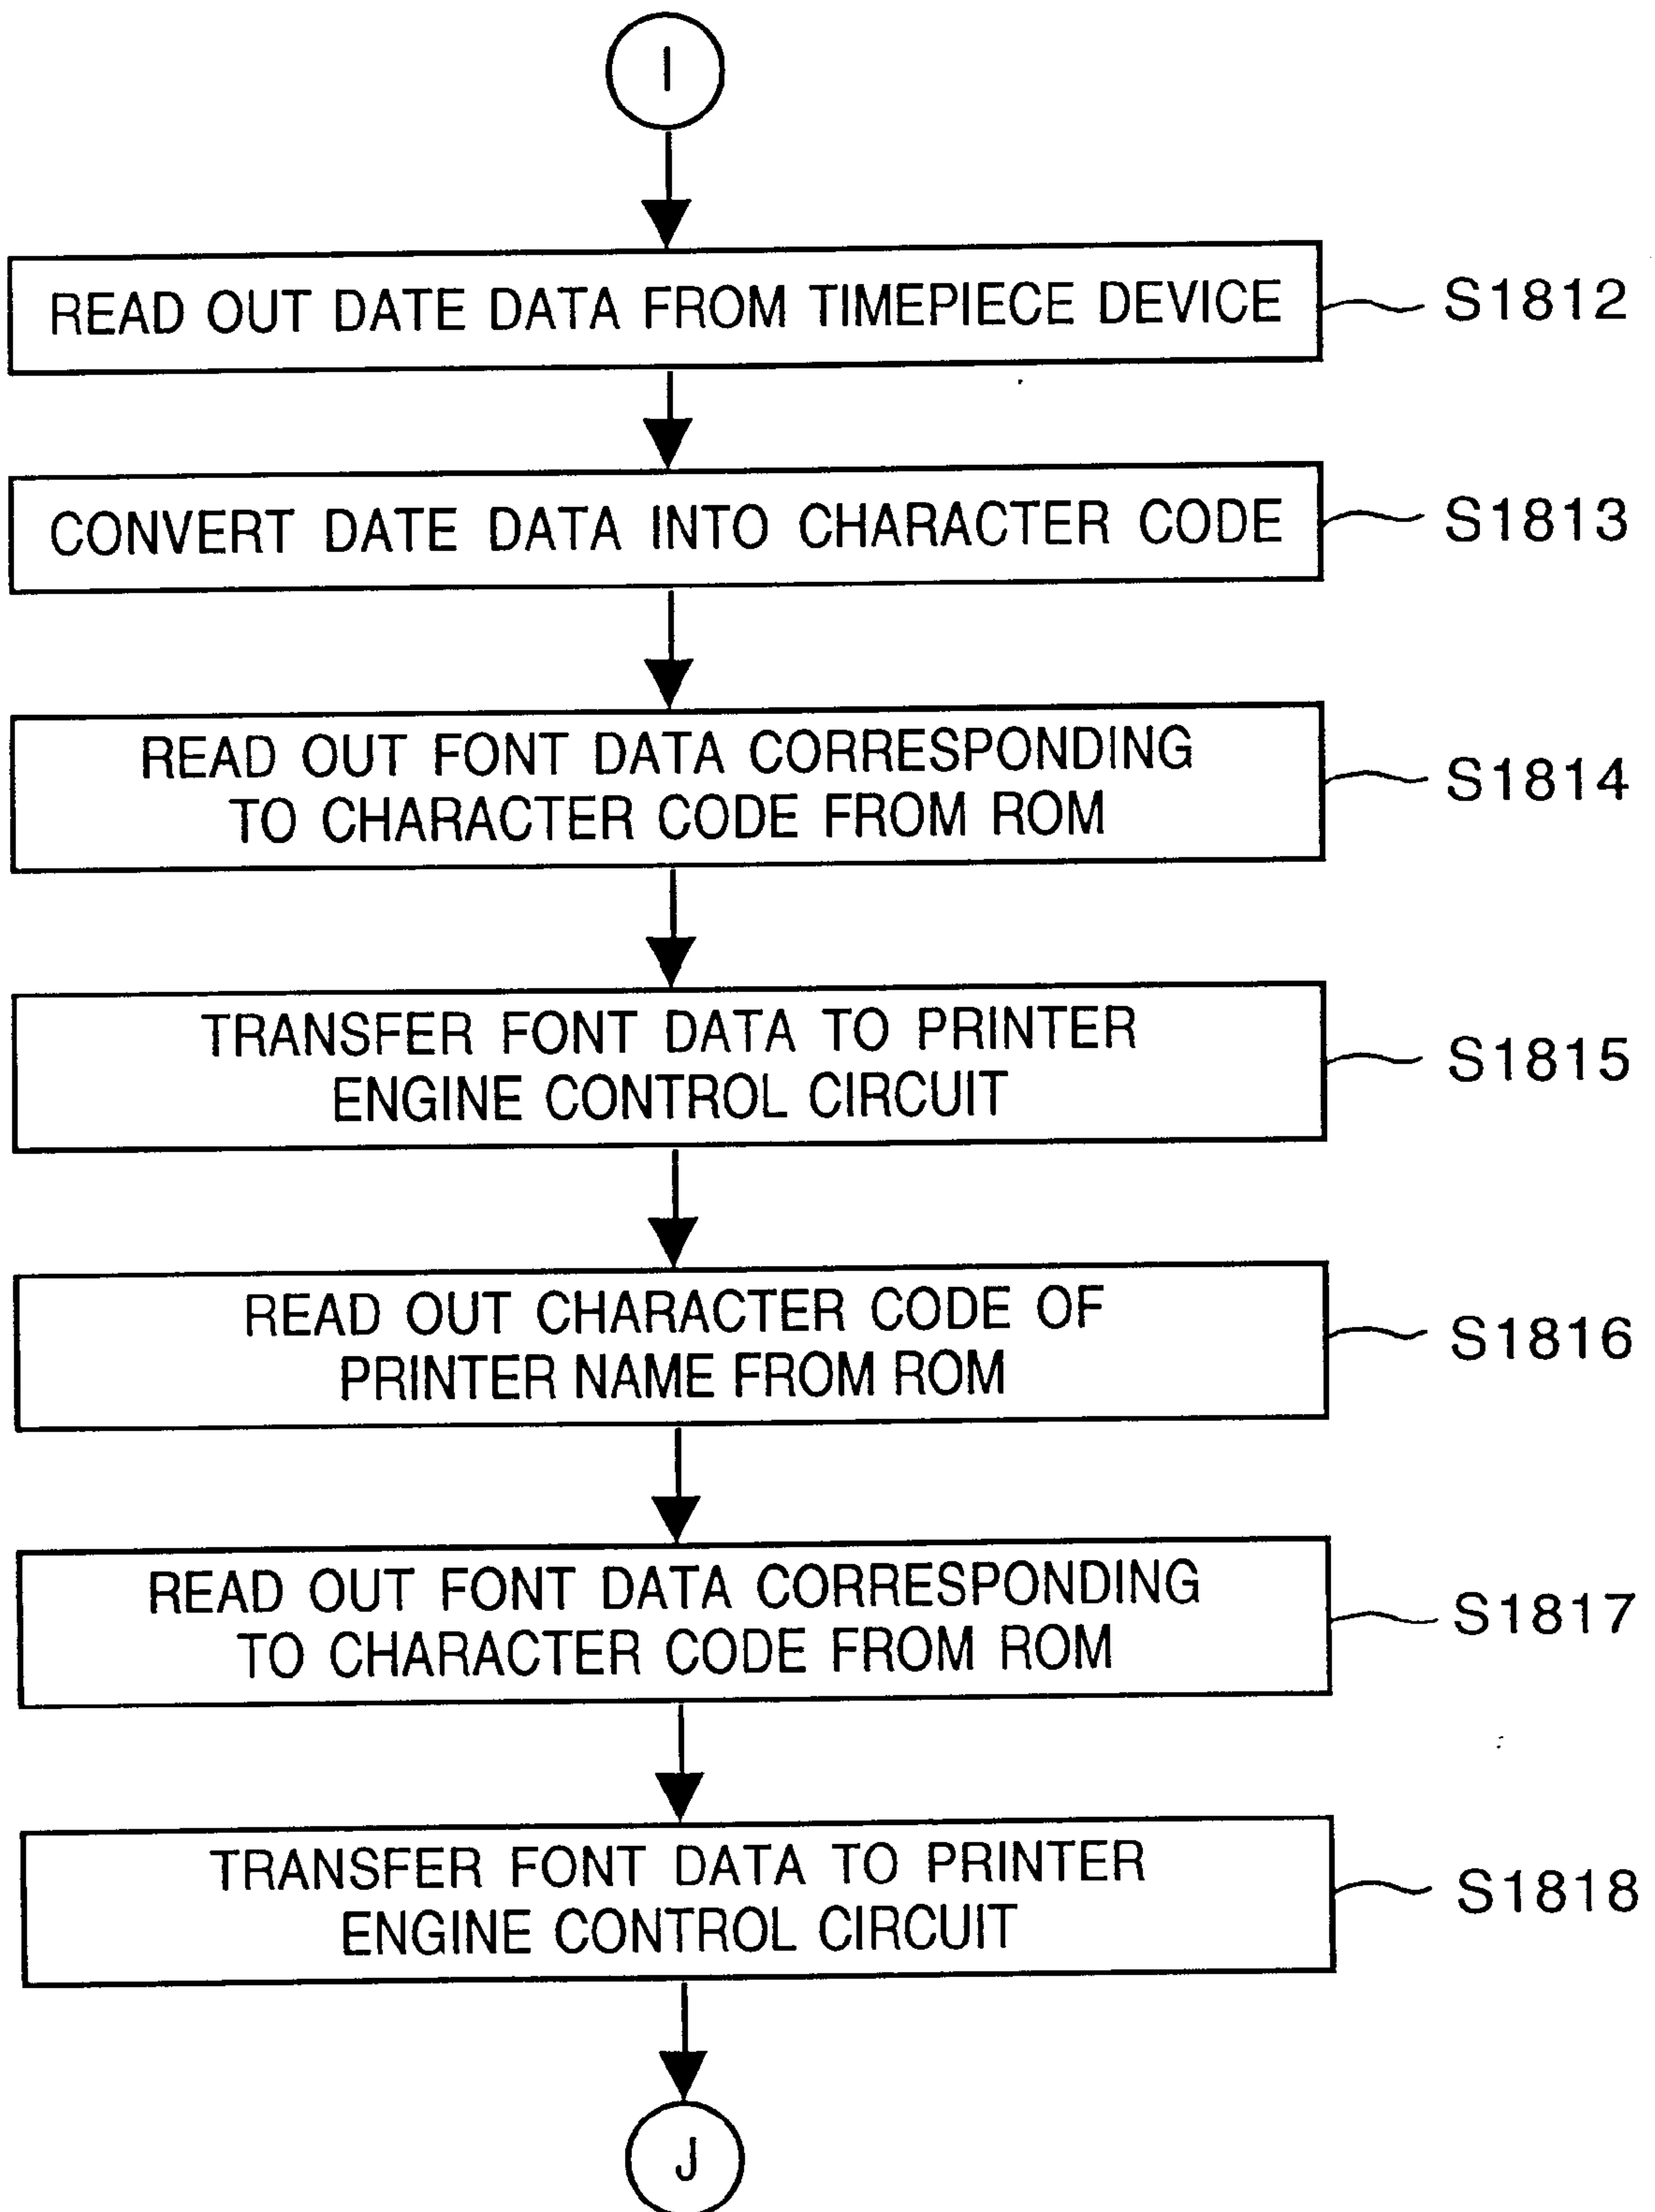 I
READ OUT DATE DATA FROM TIMEPIECE DEVICE S1812
CONVERT DATE DATA INTO CHARACTER CODE S1813
READ OUT FONT DATA CORRESPONDING
TO CHARACTER CODE FROM ROM
S1814
TRANSFER FONT DATA TO PRINTER
ENGINE CONTROL CIRCUIT
S1815
READ OUT CHARACTER CODE OF
PRINTER NAME FROM ROM
S1816
READ OUT FONT DATA CORRESPONDING
TO CHARACTER CODE FROM ROM
S1817
TRANSFER FONT DATA TO PRINTER
ENGINE CONTROL CIRCUIT
S1818
J